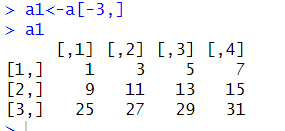 > a1<-a[-3,]
> a1
     [,1] [,2] [,3] [,4]
[1,]    1    3    5    7
[2,]    9   11   13   15
[3,]   25   27   29   31
>